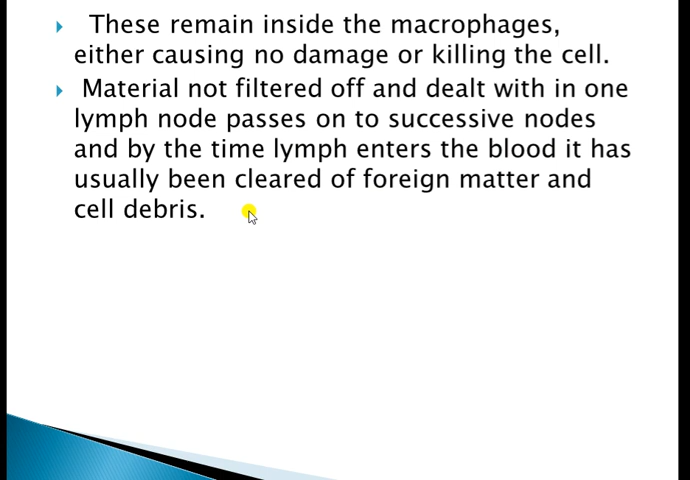 These remain inside the macrophages,
either causing no damage or killing the cell.
Material not filtered off and dealt with in one
lymph node passes on to successive nodes
and by the time lymph enters the blood it has
usually been cleared of foreign matter and
cell debris.